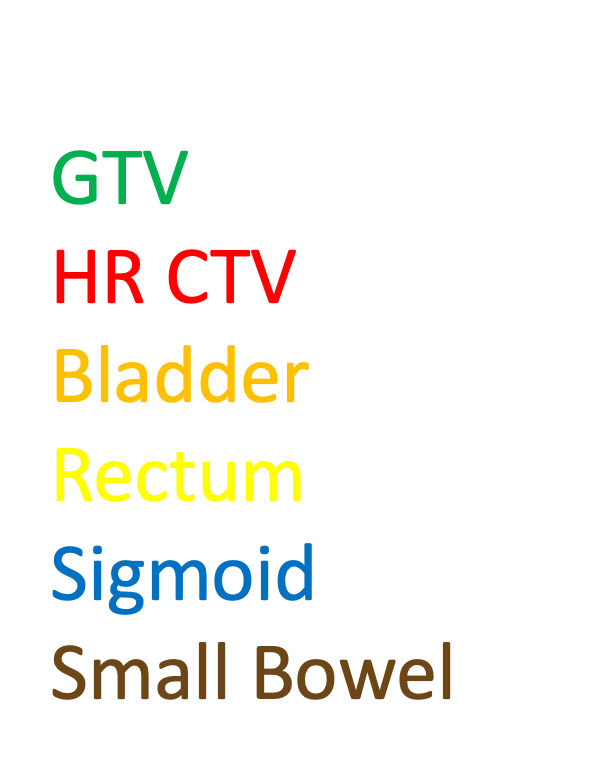 GTV
HR CTV
Bladder
Rectum
Sigmoid
Small Bowel